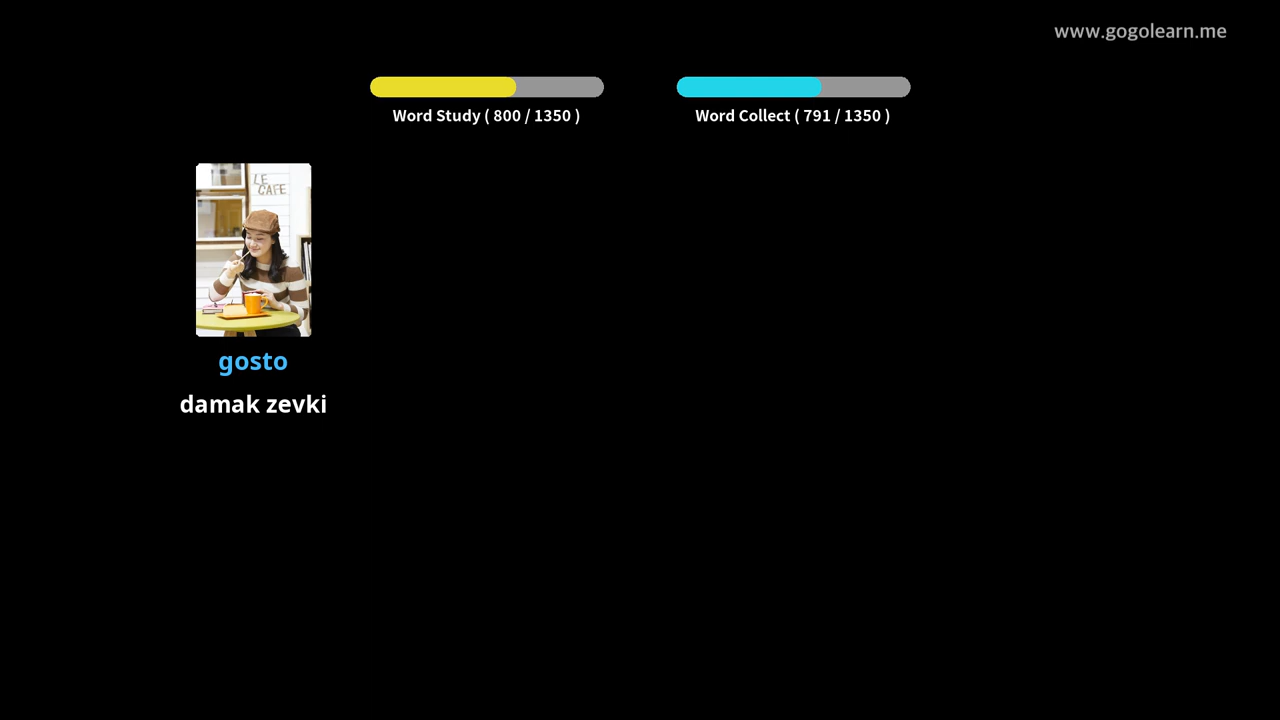 www.gogolearn.me
Word Study ( 800 / 1350 )
Word Collect ( 791 / 1350 )
LE
CAFE
gosto
damak zevki